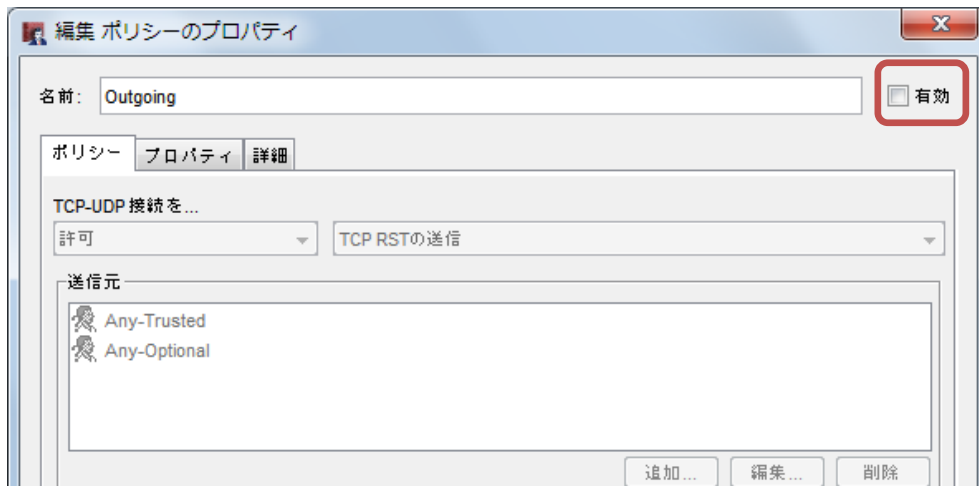 編集 ポリシーのプロパティ
名前: Outgoing 有効
ポリシー プロパティ 詳細
TCP-UDP 接続を...
許可 TCP RSTの送信
送信元
Any-Trusted
Any-Optional
追加... 編集... 削除